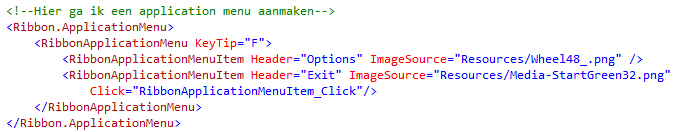 <!--Hier ga ik een application menu aanmaken-->
<Ribbon.ApplicationMenu>
    <RibbonApplicationMenu KeyTip="F">
        <RibbonApplicationMenuItem Header="Options" ImageSource="Resources/Wheel48_.png" />
        <RibbonApplicationMenuItem Header="Exit" ImageSource="Resources/Media-StartGreen32.png"
            Click="RibbonApplicationMenuItem_Click"/>
    </RibbonApplicationMenu>
</Ribbon.ApplicationMenu>